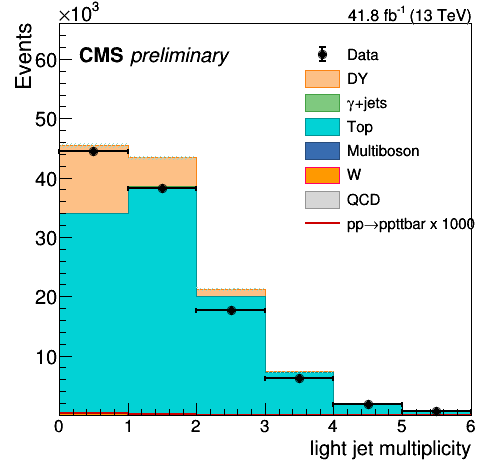 ×10³
41.8 fb⁻¹ (13 TeV)
Events
CMS preliminary
Data
DY
γ+jets
Top
Multiboson
W
QCD
pp→ppttbar x 1000
60
50
40
30
20
10
0 1 2 3 4 5 6
light jet multiplicity